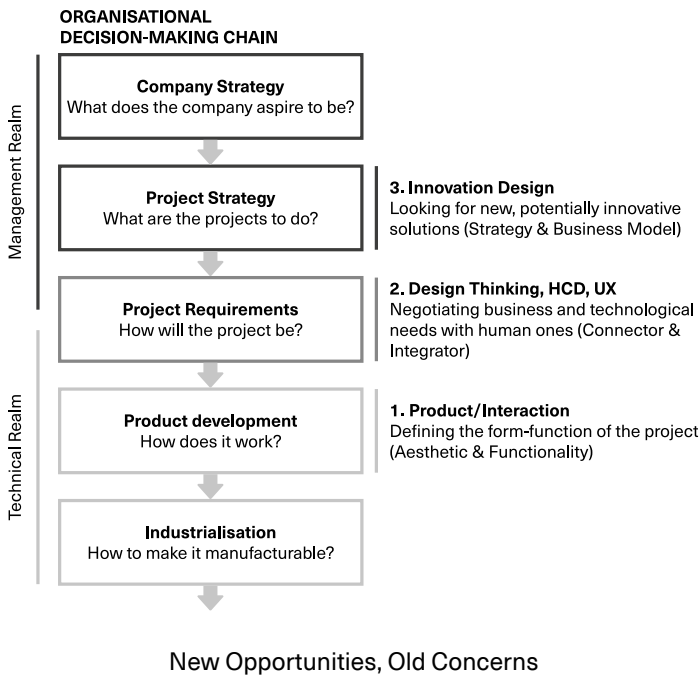 ORGANISATIONAL
DECISION-MAKING CHAIN
Management Realm
Company Strategy
What does the company aspire to be?
Project Strategy
What are the projects to do?
3. Innovation Design
Looking for new, potentially innovative
solutions (Strategy & Business Model)
Project Requirements
How will the project be?
2. Design Thinking, HCD, UX
Negotiating business and technological
needs with human ones (Connector &
Integrator)
Technical Realm
Product development
How does it work?
1. Product/Interaction
Defining the form-function of the project
(Aesthetic & Functionality)
Industrialisation
How to make it manufacturable?
New Opportunities, Old Concerns